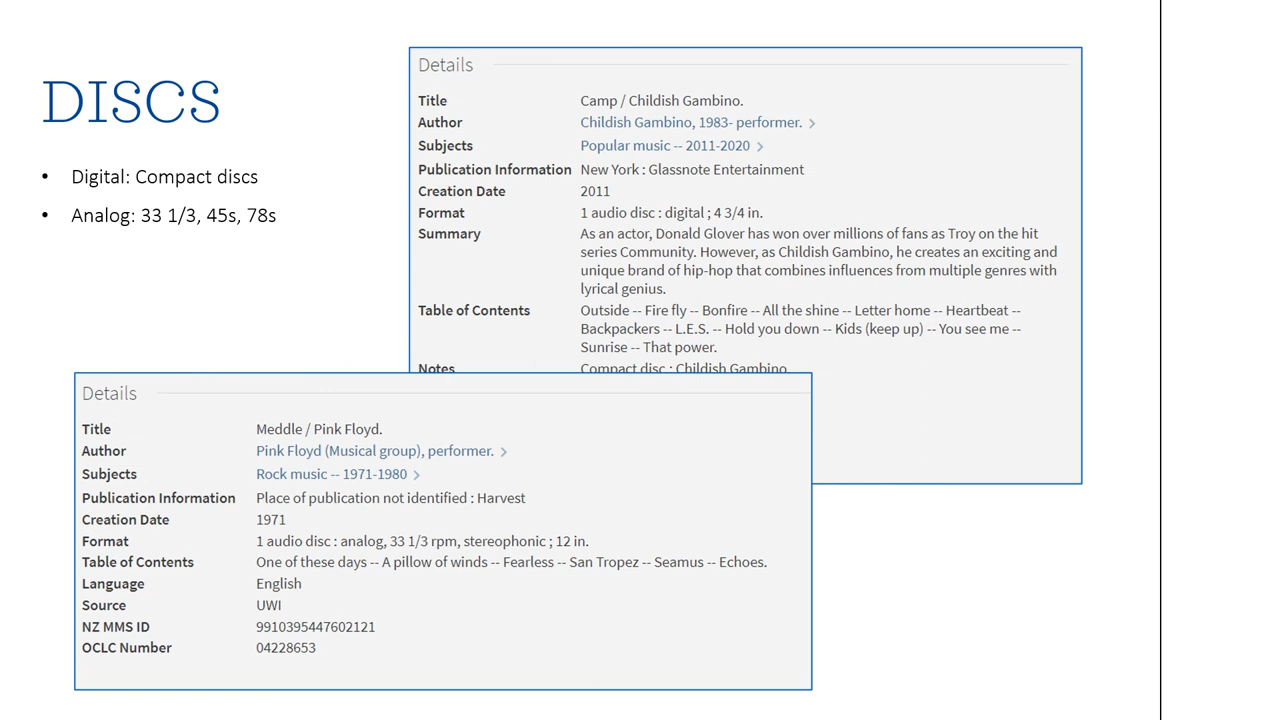 DISCS
• Digital: Compact discs
• Analog: 33 1/3, 45s, 78s
Details
Title Camp / Childish Gambino.
Author Childish Gambino, 1983- performer. >
Subjects Popular music -- 2011-2020 >
Publication Information New York : Glassnote Entertainment
Creation Date 2011
Format 1 audio disc : digital ; 4 3/4 in.
Summary As an actor, Donald Glover has won over millions of fans as Troy on the hit
series Community. However, as Childish Gambino, he creates an exciting and
unique brand of hip-hop that combines influences from multiple genres with
lyrical genius.
Table of Contents Outside -- Fire fly -- Bonfire -- All the shine -- Letter home -- Heartbeat --
Backpackers -- L.E.S. -- Hold you down -- Kids (keep up) -- You see me --
Sunrise -- That power.
Notes Compact disc : Childish Gambino
Details
Title Meddle / Pink Floyd.
Author Pink Floyd (Musical group), performer. >
Subjects Rock music -- 1971-1980 >
Publication Information Place of publication not identified : Harvest
Creation Date 1971
Format 1 audio disc : analog, 33 1/3 rpm, stereophonic ; 12 in.
Table of Contents One of these days -- A pillow of winds -- Fearless -- San Tropez -- Seamus -- Echoes.
Language English
Source UWI
NZ MMS ID 9910395447602121
OCLC Number 04228653